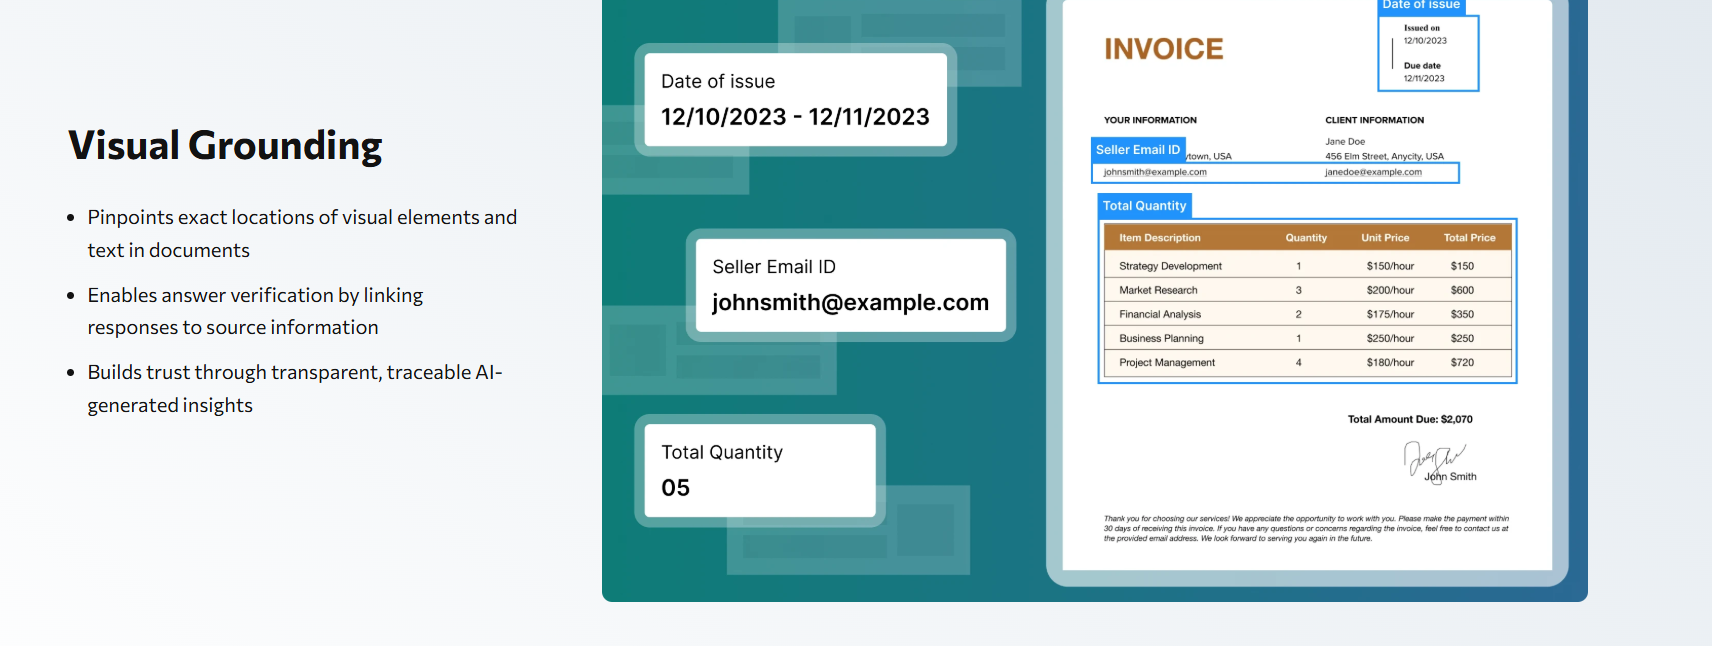 Visual Grounding
• Pinpoints exact locations of visual elements and
text in documents
• Enables answer verification by linking
responses to source information
• Builds trust through transparent, traceable AI-
generated insights
Date of issue
12/10/2023 - 12/11/2023
Seller Email ID
johnsmith@example.com
Total Quantity
05
Date of issue
INVOICE
Issued on
12/10/2023
Due date
12/11/2023
YOUR INFORMATION
CLIENT INFORMATION
Jane Doe
Seller Email ID
ytown, USA
456 Elm Street, Anycity, USA
johnsmith@example.com
janedoe@example.com
Total Quantity
Item Description Quantity Unit Price Total Price
Strategy Development 1 $150/hour $150
Market Research 3 $200/hour $600
Financial Analysis 2 $175/hour $350
Business Planning 1 $250/hour $250
Project Management 4 $180/hour $720
Total Amount Due: $2,070
John Smith
Thank you for choosing our services! We appreciate the opportunity to work with you. Please make the payment within
30 days of receiving this invoice. If you have any questions or concerns regarding the invoice, feel free to contact us at
the provided email address. We look forward to serving you again in the future.